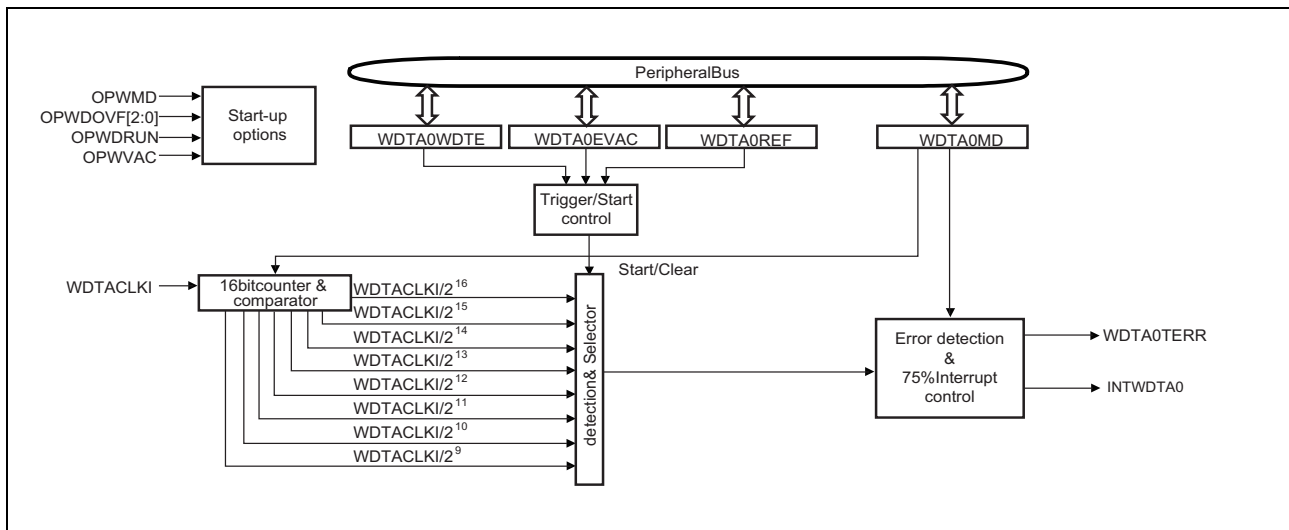 PeripheralBus
OPWMD
OPWDOVF[2:0]
OPWDRUN
OPWVAC
Start-up
options
WDTA0WDTE
WDTA0EVAC
WDTA0REF
WDTA0MD
Trigger/Start
control
Start/Clear
WDTACLKI
16bitcounter &
comparator
WDTACLKI/2^16
WDTACLKI/2^15
WDTACLKI/2^14
WDTACLKI/2^13
WDTACLKI/2^12
WDTACLKI/2^11
WDTACLKI/2^10
WDTACLKI/2^9
detection& Selector
Error detection
&
75%Interrupt
control
WDTA0TERR
INTWDTA0